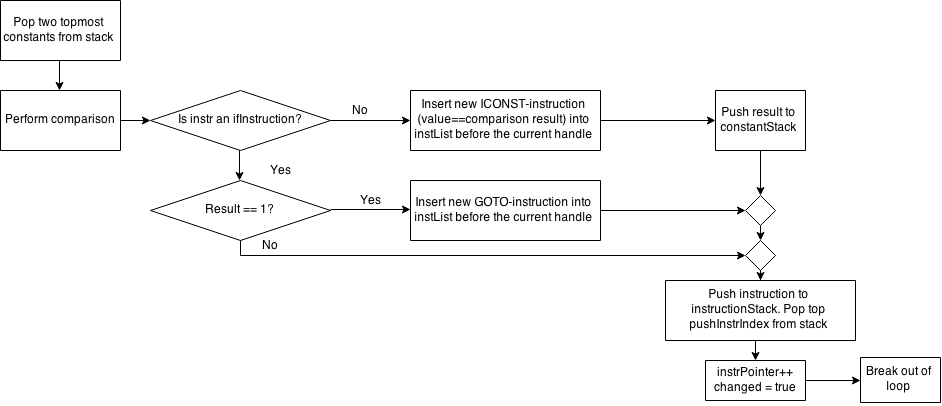 Pop two topmost
constants from stack
Perform comparison
Is instr an ifInstruction?
No
Insert new ICONST-instruction
(value==comparison result) into
instList before the current handle
Push result to
constantStack
Yes
Result == 1?
Yes
Insert new GOTO-instruction into
instList before the current handle
No
Push instruction to
instructionStack. Pop top
pushInstrIndex from stack
instrPointer++
changed = true
Break out of
loop